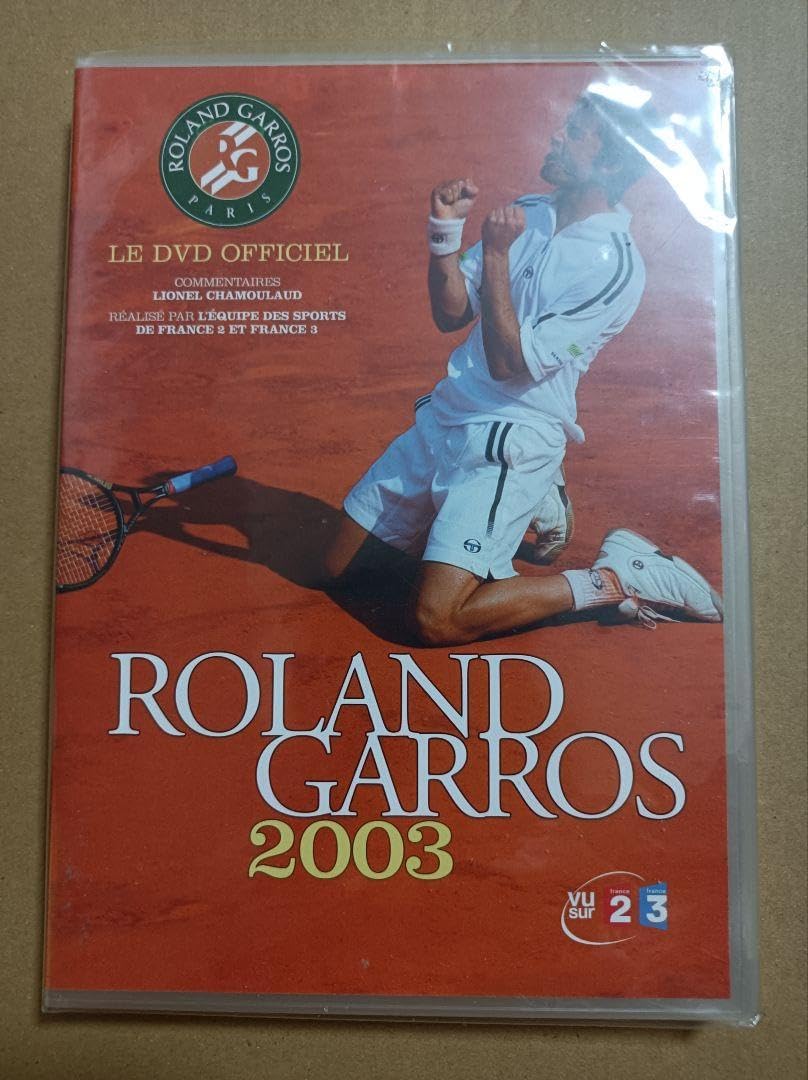 ROLAND GARROS
RG
PARIS
LE DVD OFFICIEL
COMMENTAIRES
LIONEL CHAMOULAUD
RÉALISÉ PAR L'ÉQUIPE DES SPORTS
DE FRANCE 2 ET FRANCE 3
ROLAND
GARROS
2003
vu
sur
france
2
france
3